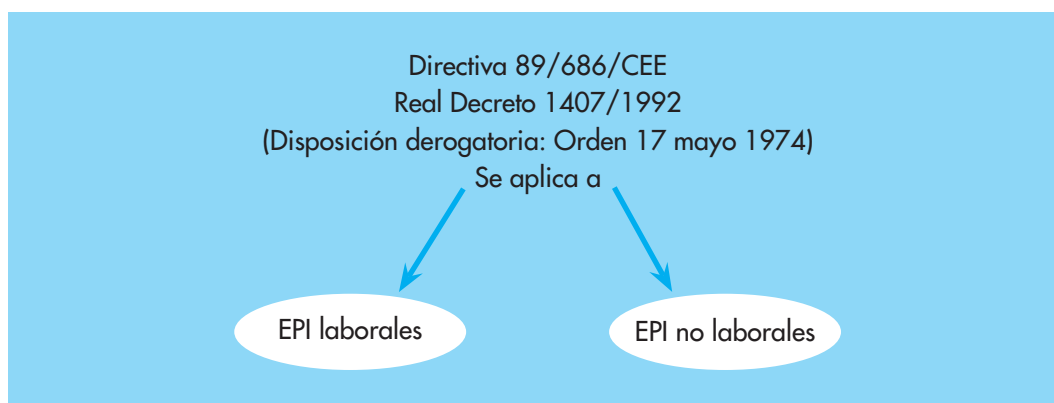 Directiva 89/686/CEE
Real Decreto 1407/1992
(Disposición derogatoria: Orden 17 mayo 1974)
Se aplica a
EPI laborales
EPI no laborales